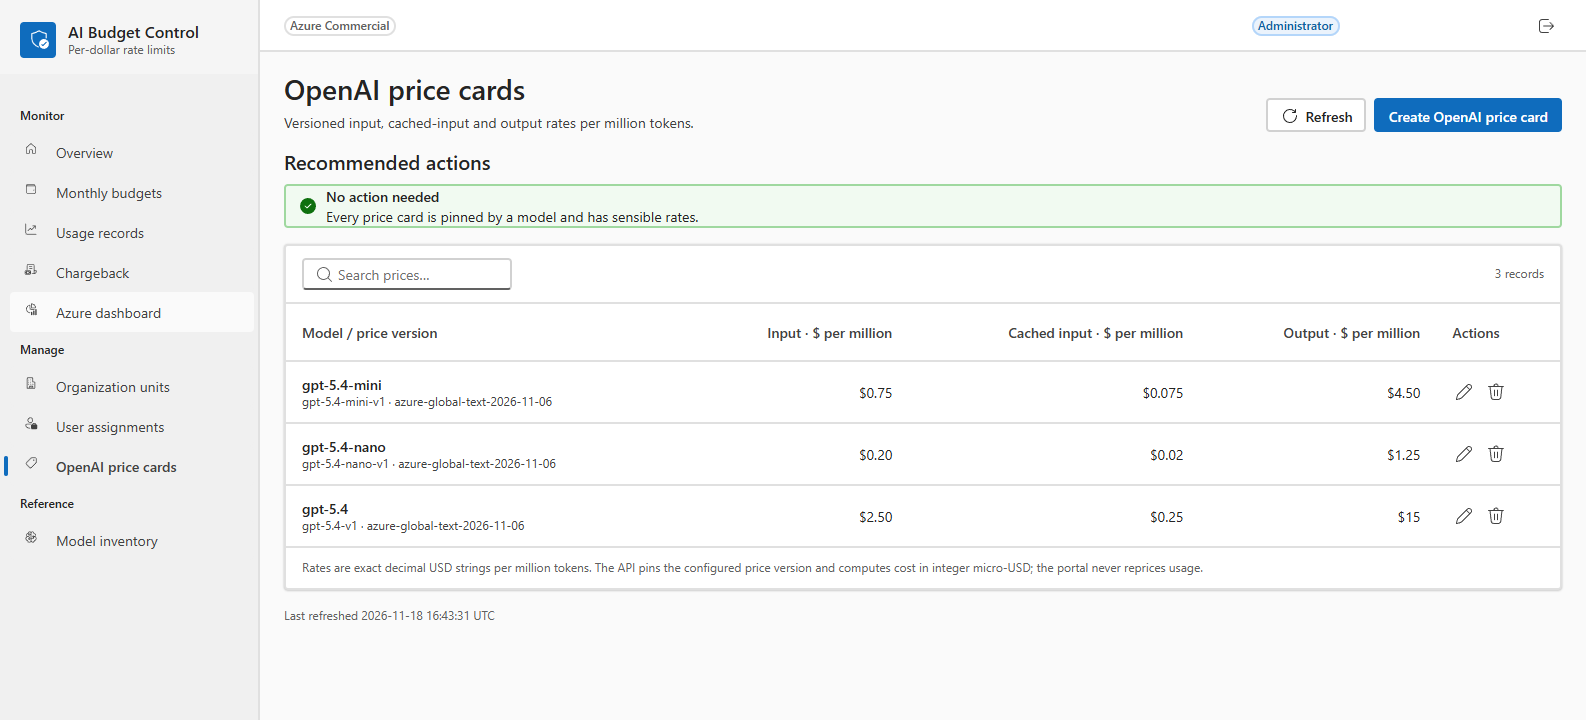 AI Budget Control
Per-dollar rate limits
Azure Commercial
Administrator
Monitor
Overview
Monthly budgets
Usage records
Chargeback
Azure dashboard
Manage
Organization units
User assignments
OpenAI price cards
Reference
Model inventory
OpenAI price cards
Versioned input, cached-input and output rates per million tokens.
Refresh
Create OpenAI price card
Recommended actions
No action needed
Every price card is pinned by a model and has sensible rates.
Search prices...
3 records
Model / price version Input · $ per million Cached input · $ per million Output · $ per million Actions
gpt-5.4-mini
gpt-5.4-mini-v1 · azure-global-text-2026-11-06
$0.75 $0.075 $4.50
gpt-5.4-nano
gpt-5.4-nano-v1 · azure-global-text-2026-11-06
$0.20 $0.02 $1.25
gpt-5.4
gpt-5.4-v1 · azure-global-text-2026-11-06
$2.50 $0.25 $15
Rates are exact decimal USD strings per million tokens. The API pins the configured price version and computes cost in integer micro-USD; the portal never reprices usage.
Last refreshed 2026-11-18 16:43:31 UTC